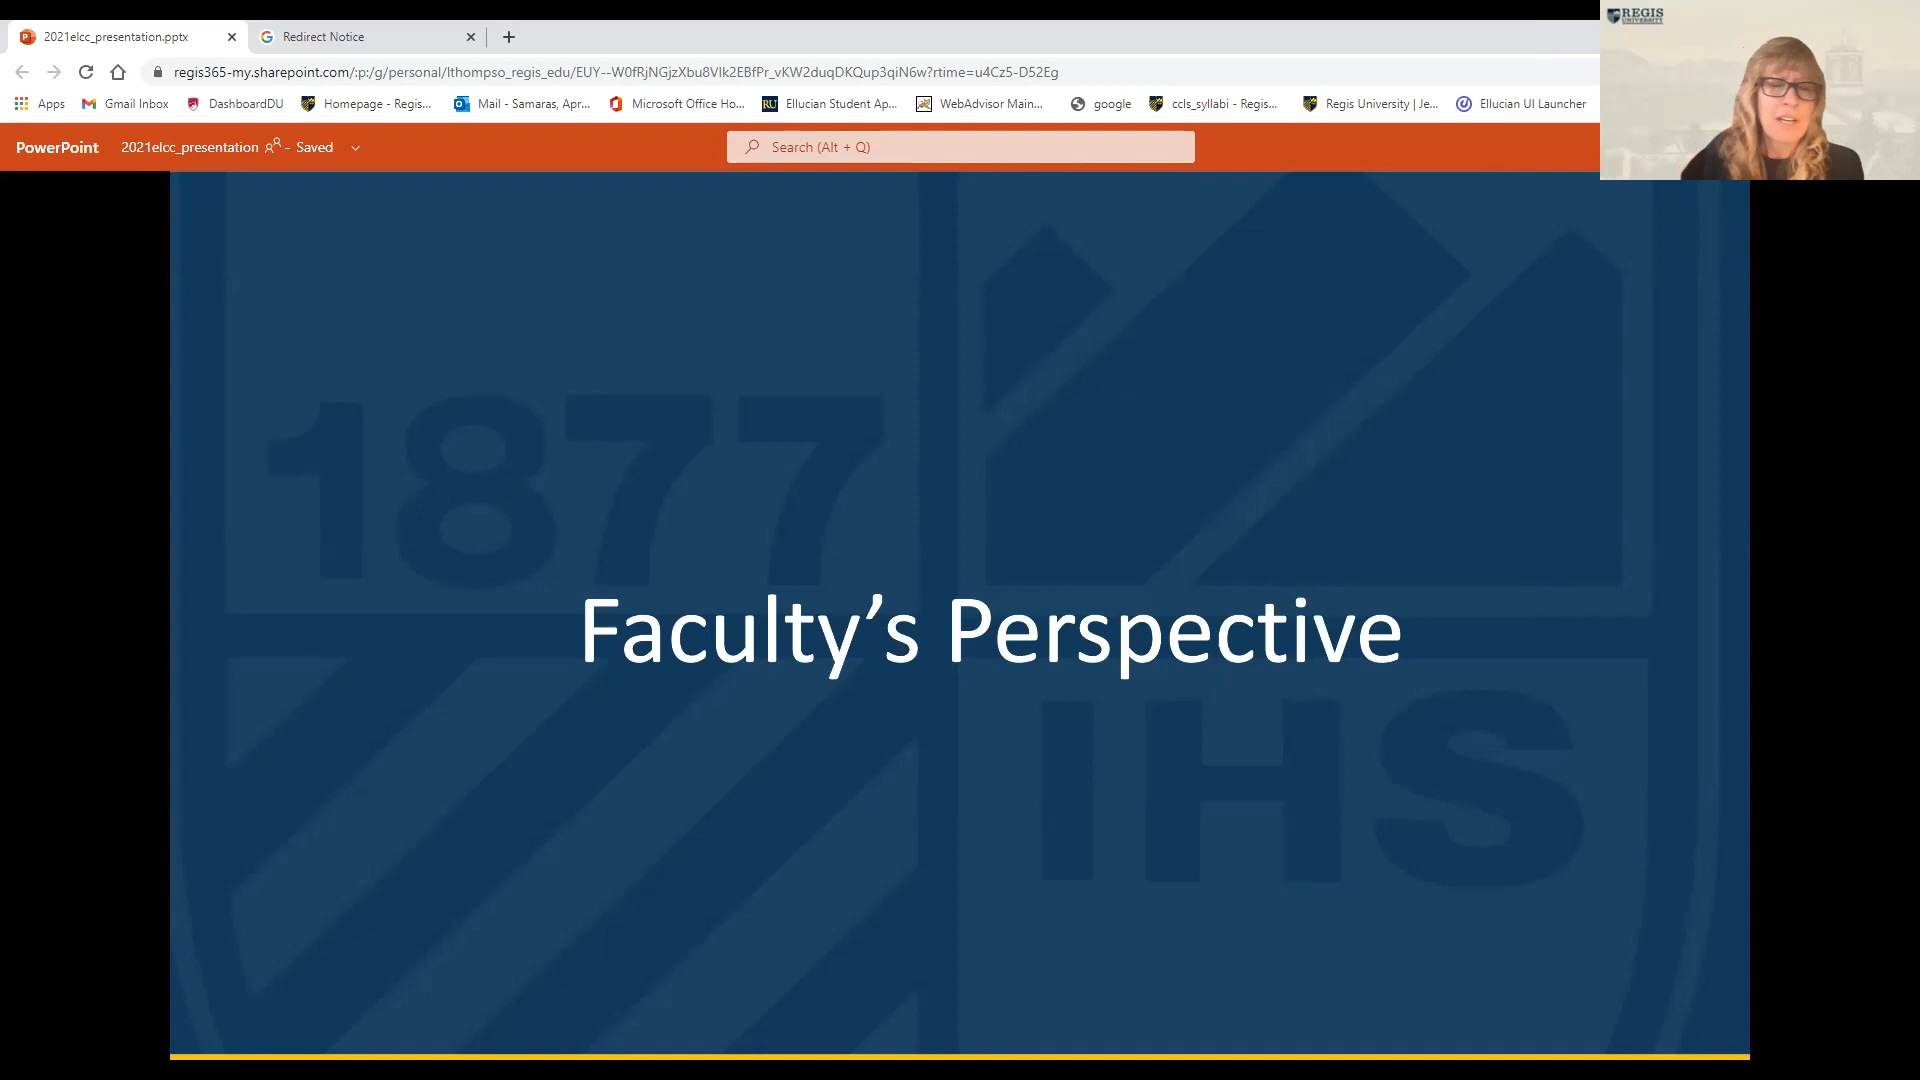 2021elcc_presentation.pptx
Redirect Notice
regis365-my.sharepoint.com/:p:/g/personal/lthompso_regis_edu/EUY--W0fRjNGjzXbu8Vlk2EBfPr_vKW2duqDKQup3qiN6w?rtime=u4Cz5-D52Eg
Apps Gmail Inbox DashboardDU Homepage - Regis... Mail - Samaras, Apr... Microsoft Office Ho... RU Ellucian Student Ap... WebAdvisor Main... google ccls_syllabi - Regis... Regis University | Je... Ellucian UI Launcher
PowerPoint 2021elcc_presentation - Saved
Search (Alt + Q)
REGIS
UNIVERSITY
1877
Faculty’s Perspective
IHS